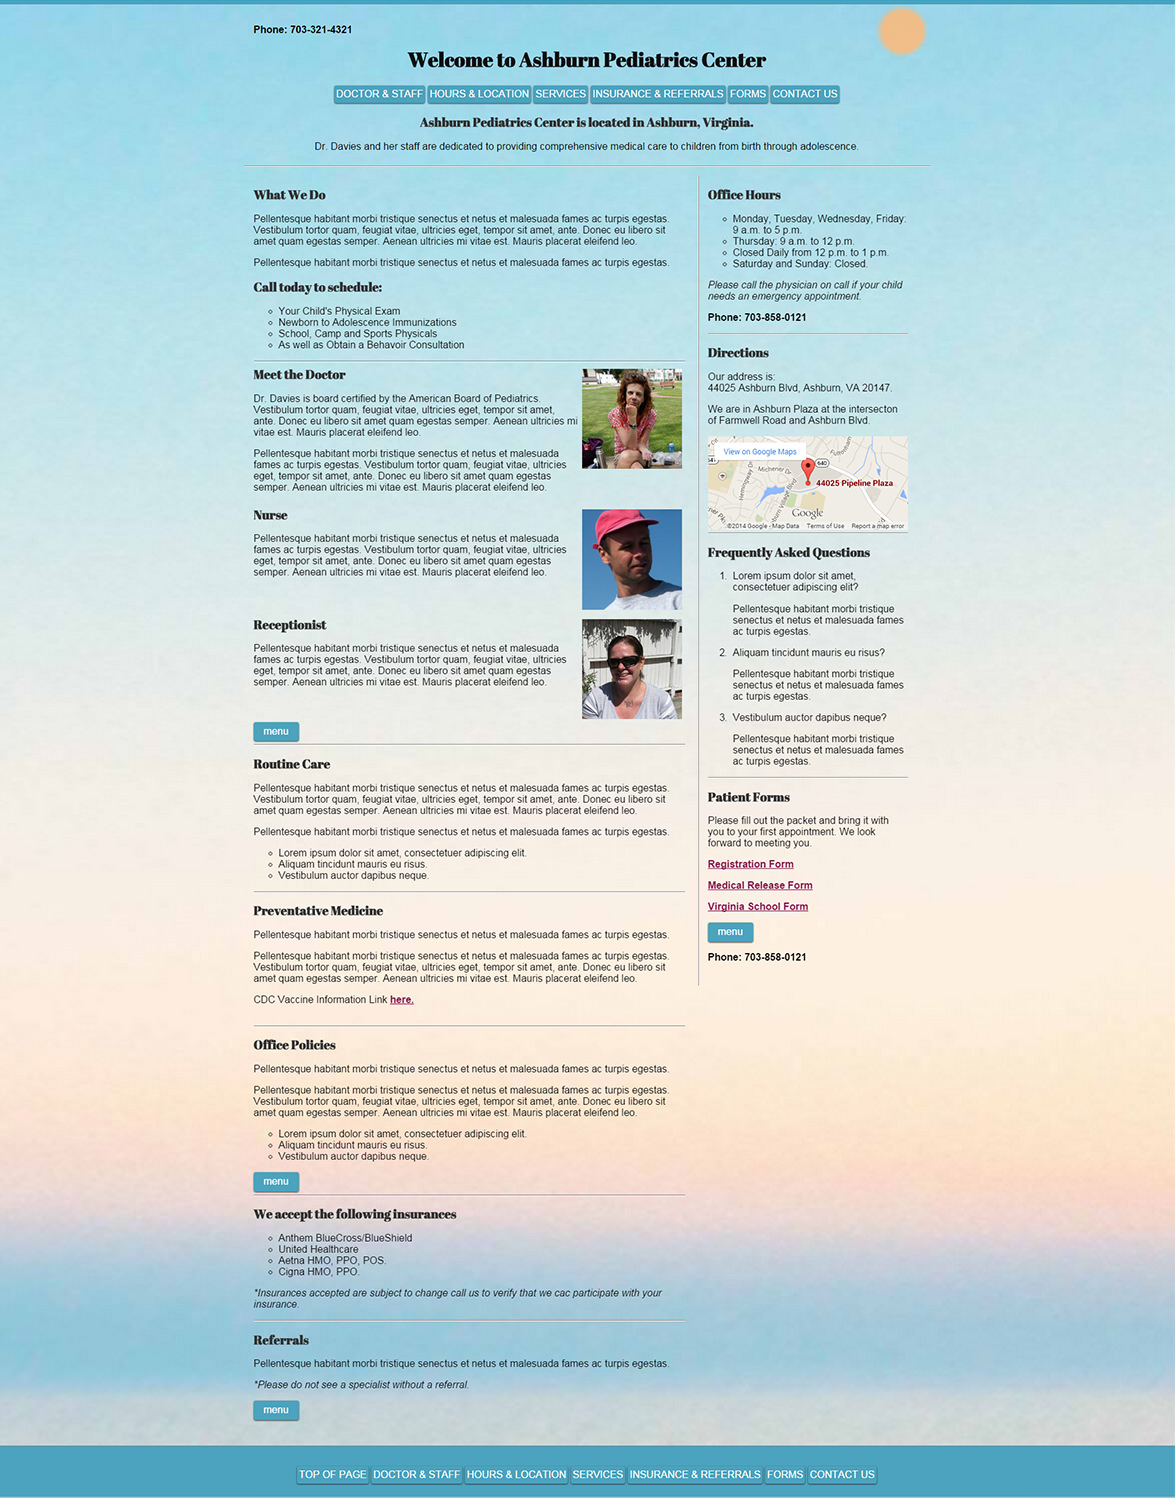 Phone: 703-321-4321
Welcome to Ashburn Pediatrics Center
DOCTOR & STAFF HOURS & LOCATION SERVICES INSURANCE & REFERRALS FORMS CONTACT US
Ashburn Pediatrics Center is located in Ashburn, Virginia.
Dr. Davies and her staff are dedicated to providing comprehensive medical care to children from birth through adolescence.
What We Do
Pellentesque habitant morbi tristique senectus et netus et malesuada fames ac turpis egestas.
Vestibulum tortor quam, feugiat vitae, ultricies eget, tempor sit amet, ante. Donec eu libero sit
amet quam egestas semper. Aenean ultricies mi vitae est. Mauris placerat eleifend leo.
Pellentesque habitant morbi tristique senectus et netus et malesuada fames ac turpis egestas.
Call today to schedule:
Your Child's Physical Exam
Newborn to Adolescence Immunizations
School, Camp and Sports Physicals
As well as Obtain a Behavoir Consultation
Meet the Doctor
Dr. Davies is board certified by the American Board of Pediatrics.
Vestibulum tortor quam, feugiat vitae, ultricies eget, tempor sit amet,
ante. Donec eu libero sit amet quam egestas semper. Aenean ultricies mi
vitae est. Mauris placerat eleifend leo.
Pellentesque habitant morbi tristique senectus et netus et malesuada
fames ac turpis egestas. Vestibulum tortor quam, feugiat vitae, ultricies
eget, tempor sit amet, ante. Donec eu libero sit amet quam egestas
semper. Aenean ultricies mi vitae est. Mauris placerat eleifend leo.
Nurse
Pellentesque habitant morbi tristique senectus et netus et malesuada
fames ac turpis egestas. Vestibulum tortor quam, feugiat vitae, ultricies
eget, tempor sit amet, ante. Donec eu libero sit amet quam egestas
semper. Aenean ultricies mi vitae est. Mauris placerat eleifend leo.
Receptionist
Pellentesque habitant morbi tristique senectus et netus et malesuada
fames ac turpis egestas. Vestibulum tortor quam, feugiat vitae, ultricies
eget, tempor sit amet, ante. Donec eu libero sit amet quam egestas
semper. Aenean ultricies mi vitae est. Mauris placerat eleifend leo.
menu
Routine Care
Pellentesque habitant morbi tristique senectus et netus et malesuada fames ac turpis egestas.
Vestibulum tortor quam, feugiat vitae, ultricies eget, tempor sit amet, ante. Donec eu libero sit
amet quam egestas semper. Aenean ultricies mi vitae est. Mauris placerat eleifend leo.
Pellentesque habitant morbi tristique senectus et netus et malesuada fames ac turpis egestas.
Lorem ipsum dolor sit amet, consectetuer adipiscing elit.
Aliquam tincidunt mauris eu risus.
Vestibulum auctor dapibus neque.
Preventative Medicine
Pellentesque habitant morbi tristique senectus et netus et malesuada fames ac turpis egestas.
Pellentesque habitant morbi tristique senectus et netus et malesuada fames ac turpis egestas.
Vestibulum tortor quam, feugiat vitae, ultricies eget, tempor sit amet, ante. Donec eu libero sit
amet quam egestas semper. Aenean ultricies mi vitae est. Mauris placerat eleifend leo.
CDC Vaccine Information Link here.
Office Policies
Pellentesque habitant morbi tristique senectus et netus et malesuada fames ac turpis egestas.
Pellentesque habitant morbi tristique senectus et netus et malesuada fames ac turpis egestas.
Vestibulum tortor quam, feugiat vitae, ultricies eget, tempor sit amet, ante. Donec eu libero sit
amet quam egestas semper. Aenean ultricies mi vitae est. Mauris placerat eleifend leo.
Lorem ipsum dolor sit amet, consectetuer adipiscing elit.
Aliquam tincidunt mauris eu risus.
Vestibulum auctor dapibus neque.
menu
We accept the following insurances
Anthem BlueCross/BlueShield
United Healthcare
Aetna HMO, PPO, POS.
Cigna HMO, PPO.
*Insurances accepted are subject to change call us to verify that we cac participate with your
insurance.
Referrals
Pellentesque habitant morbi tristique senectus et netus et malesuada fames ac turpis egestas.
*Please do not see a specialist without a referral.
menu
Office Hours
Monday, Tuesday, Wednesday, Friday:
9 a.m. to 5 p.m.
Thursday: 9 a.m. to 12 p.m.
Closed Daily from 12 p.m. to 1 p.m.
Saturday and Sunday: Closed.
Please call the physician on call if your child
needs an emergency appointment.
Phone: 703-858-0121
Directions
Our address is:
44025 Ashburn Blvd, Ashburn, VA 20147.
We are in Ashburn Plaza at the intersecton
of Farmwell Road and Ashburn Blvd.
View on Google Maps
Michener Dr
640
640
44025 Pipeline Plaza
Google
©2014 Google - Map Data Terms of Use Report a map error
Frequently Asked Questions
1. Lorem ipsum dolor sit amet,
consectetuer adipiscing elit?
Pellentesque habitant morbi tristique
senectus et netus et malesuada fames
ac turpis egestas.
2. Aliquam tincidunt mauris eu risus?
Pellentesque habitant morbi tristique
senectus et netus et malesuada fames
ac turpis egestas.
3. Vestibulum auctor dapibus neque?
Pellentesque habitant morbi tristique
senectus et netus et malesuada fames
ac turpis egestas.
Patient Forms
Please fill out the packet and bring it with
you to your first appointment. We look
forward to meeting you.
Registration Form
Medical Release Form
Virginia School Form
menu
Phone: 703-858-0121
TOP OF PAGE DOCTOR & STAFF HOURS & LOCATION SERVICES INSURANCE & REFERRALS FORMS CONTACT US